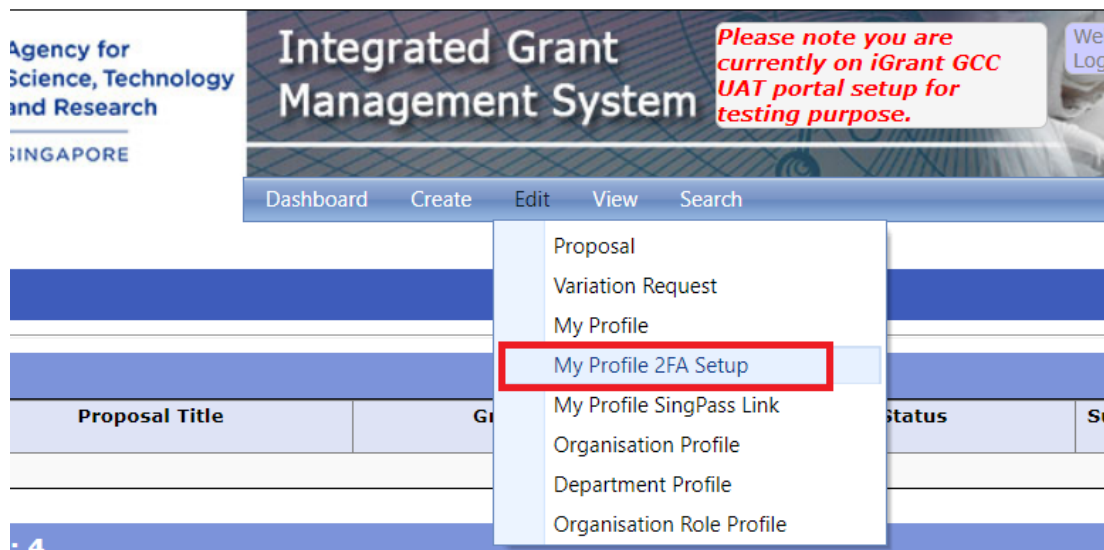 Agency for
Science, Technology
and Research
SINGAPORE
Integrated Grant
Management System
Please note you are
currently on iGrant GCC
UAT portal setup for
testing purpose.
Dashboard Create Edit View Search
Proposal
Variation Request
My Profile
My Profile 2FA Setup
My Profile SingPass Link
Organisation Profile
Department Profile
Organisation Role Profile
Proposal Title
Status